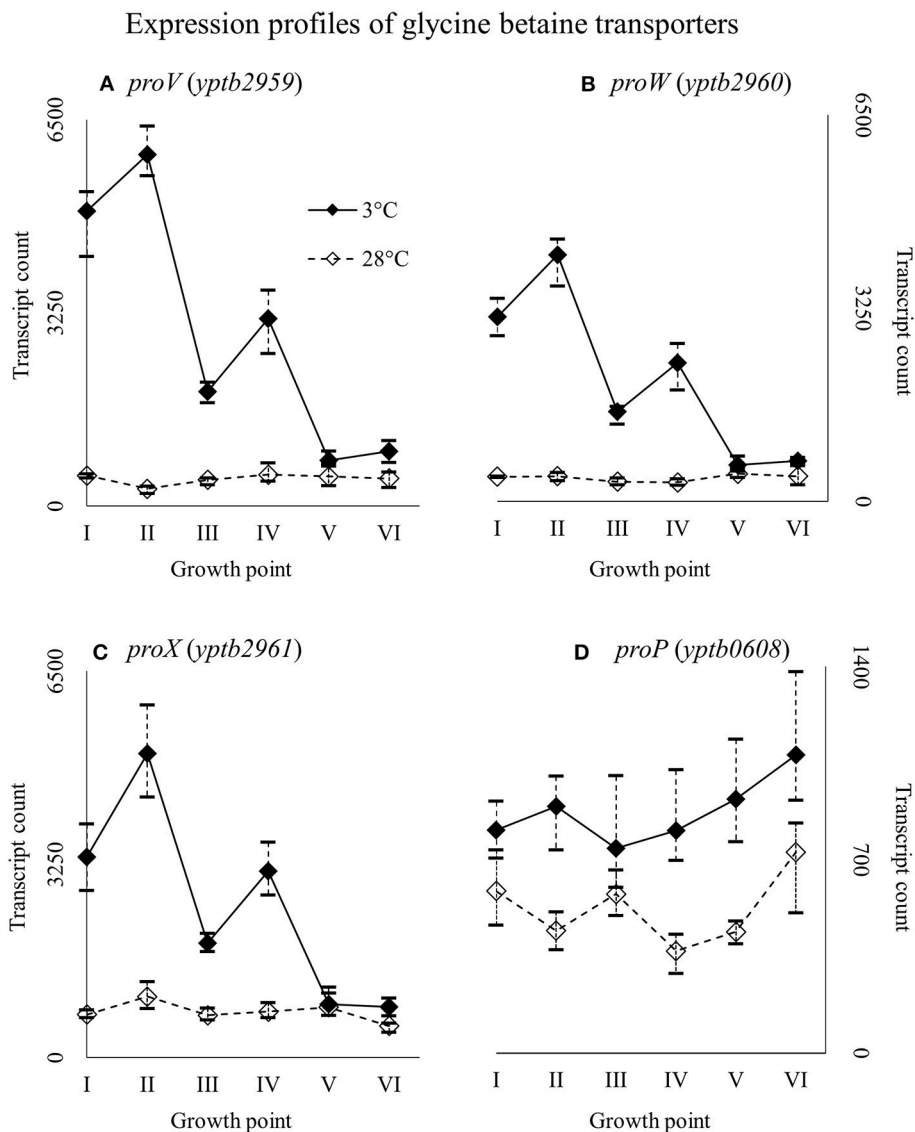 Expression profiles of glycine betaine transporters
A proV (yptb2959)
B proW (yptb2960)
6500
3250
0
Transcript count
3°C
28°C
6500
3250
0
Transcript count
I II III IV V VI
Growth point
I II III IV V VI
Growth point
C proX (yptb2961)
D proP (yptb0608)
6500
3250
0
Transcript count
1400
700
0
Transcript count
I II III IV V VI
Growth point
I II III IV V VI
Growth point